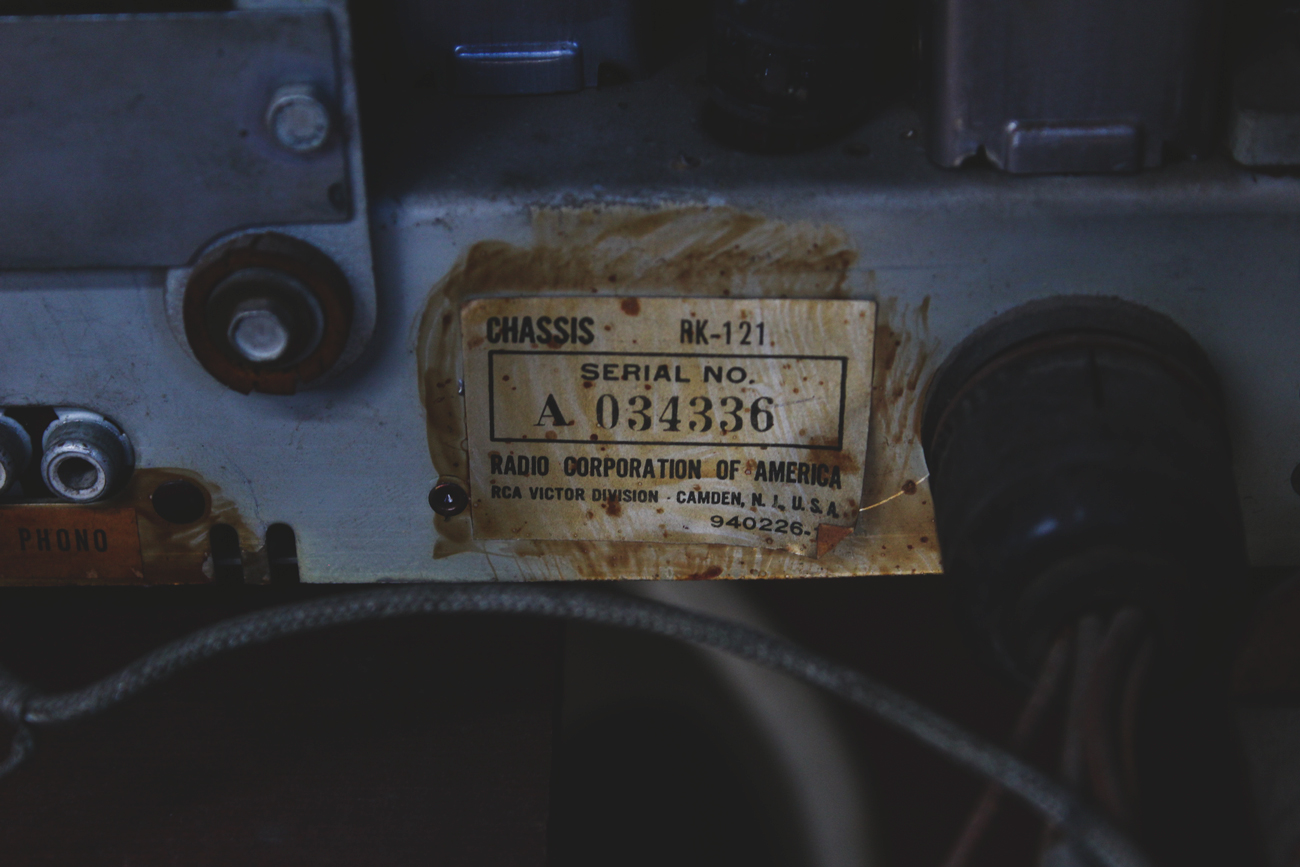 CHASSIS RK-121
SERIAL NO.
A 034336
RADIO CORPORATION OF AMERICA
RCA VICTOR DIVISION - CAMDEN, N. J., U. S. A.
940226-
PHONO